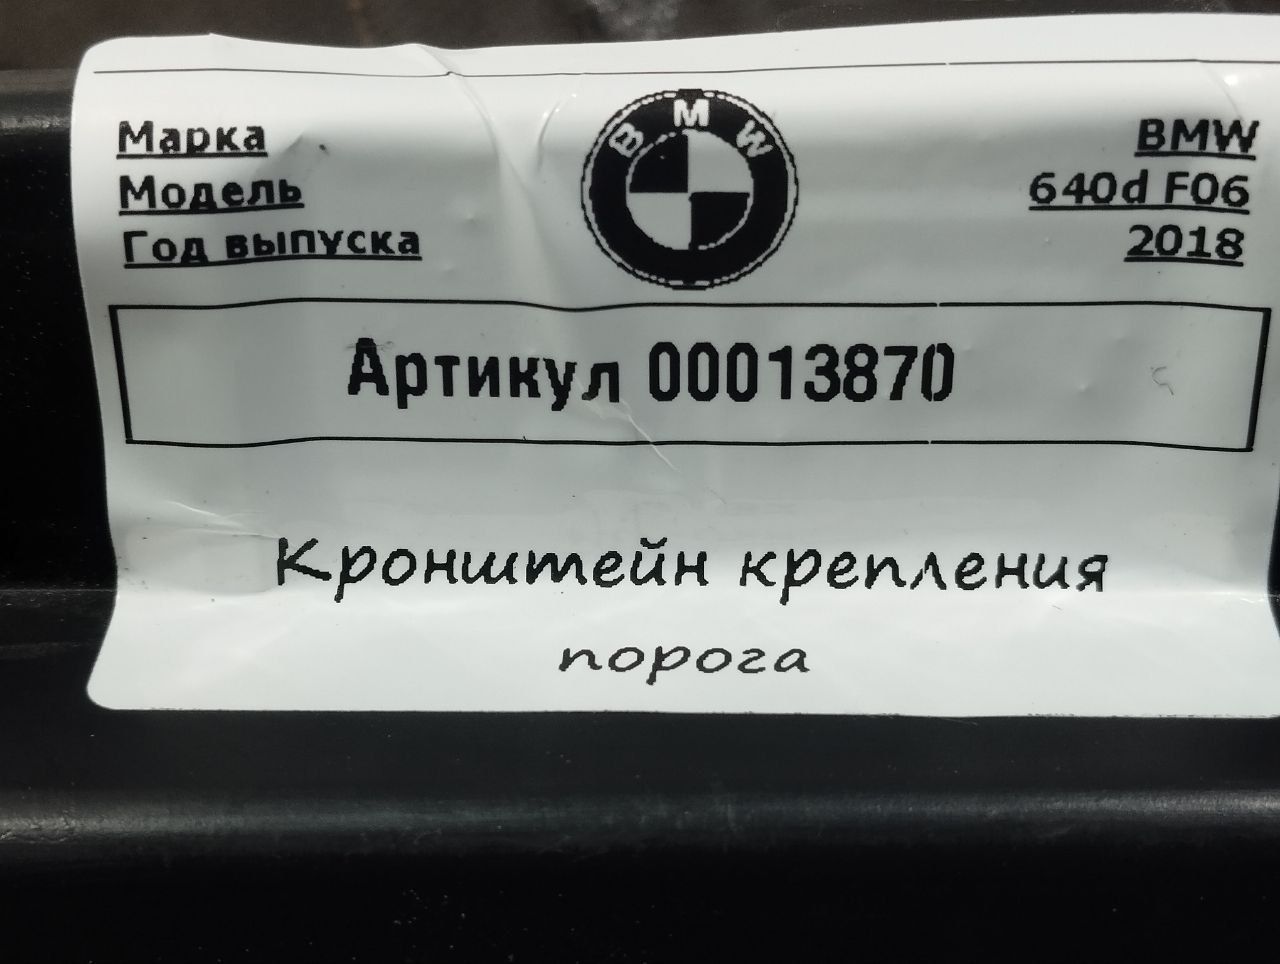 Марка BMW
Модель 640d F06
Год выпуска 2018
BMW
Артикул 00013870
Кронштейн крепления
порога